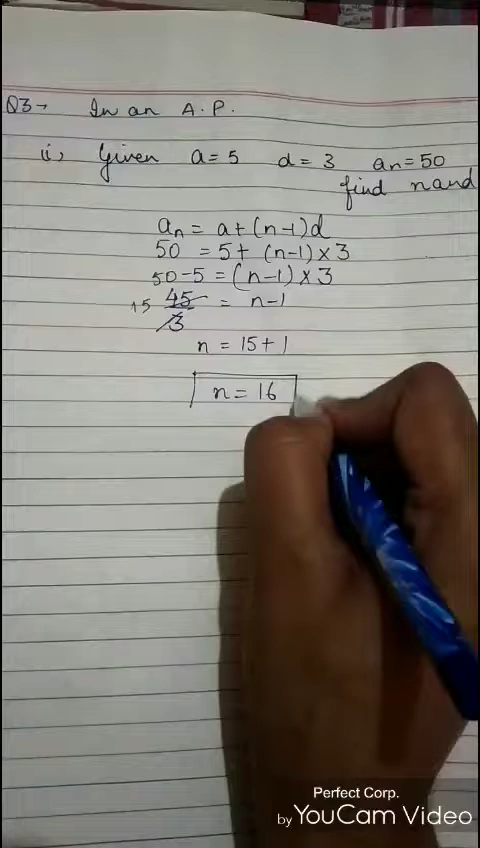 Q3→ In an A.P.
i) Given a=5 d=3 an=50
find n and
an = a+(n-1)d
50 = 5+ (n-1)×3
50-5 = (n-1)×3
15 45/3 = n-1
n = 15+1
n = 16
Perfect Corp.
by YouCam Video